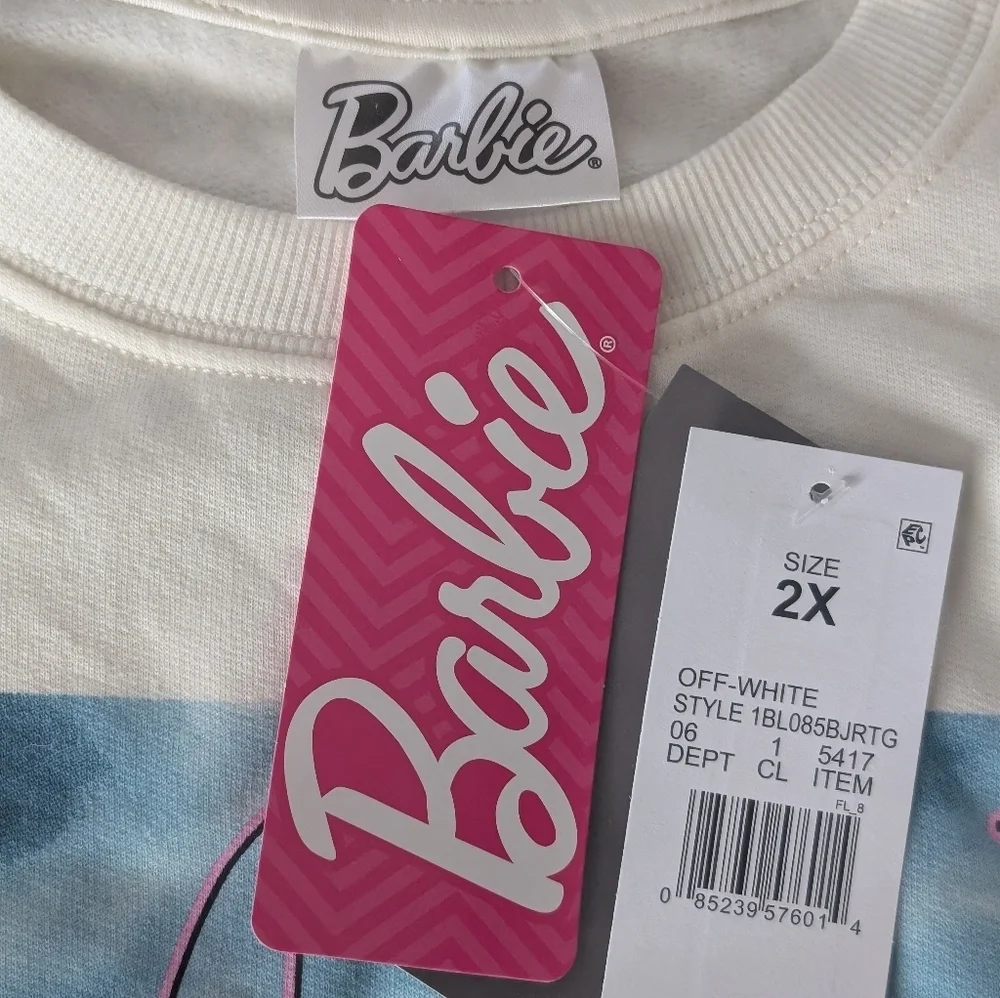 Barbie®
Barbie®
SIZE
2X
OFF-WHITE
STYLE 1BL085BJRTG
06 1 5417
DEPT CL ITEM
FL_8
0 85239 57601 4